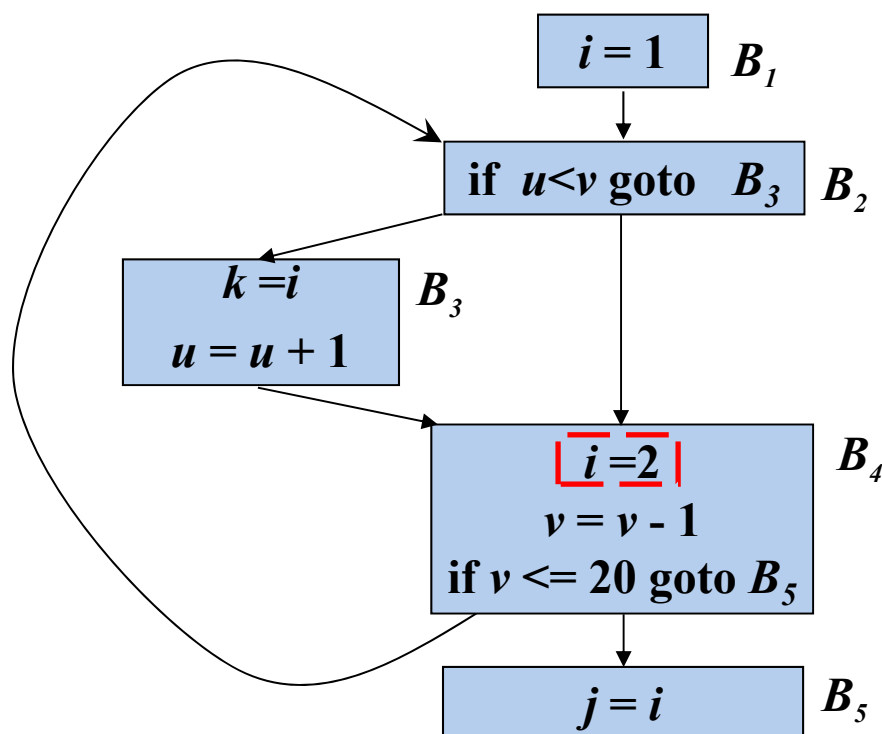 i = 1
B₁
if u<v goto B₃
B₂
k =i
u = u + 1
B₃
i =2
v = v - 1
if v <= 20 goto B₅
B₄
j = i
B₅